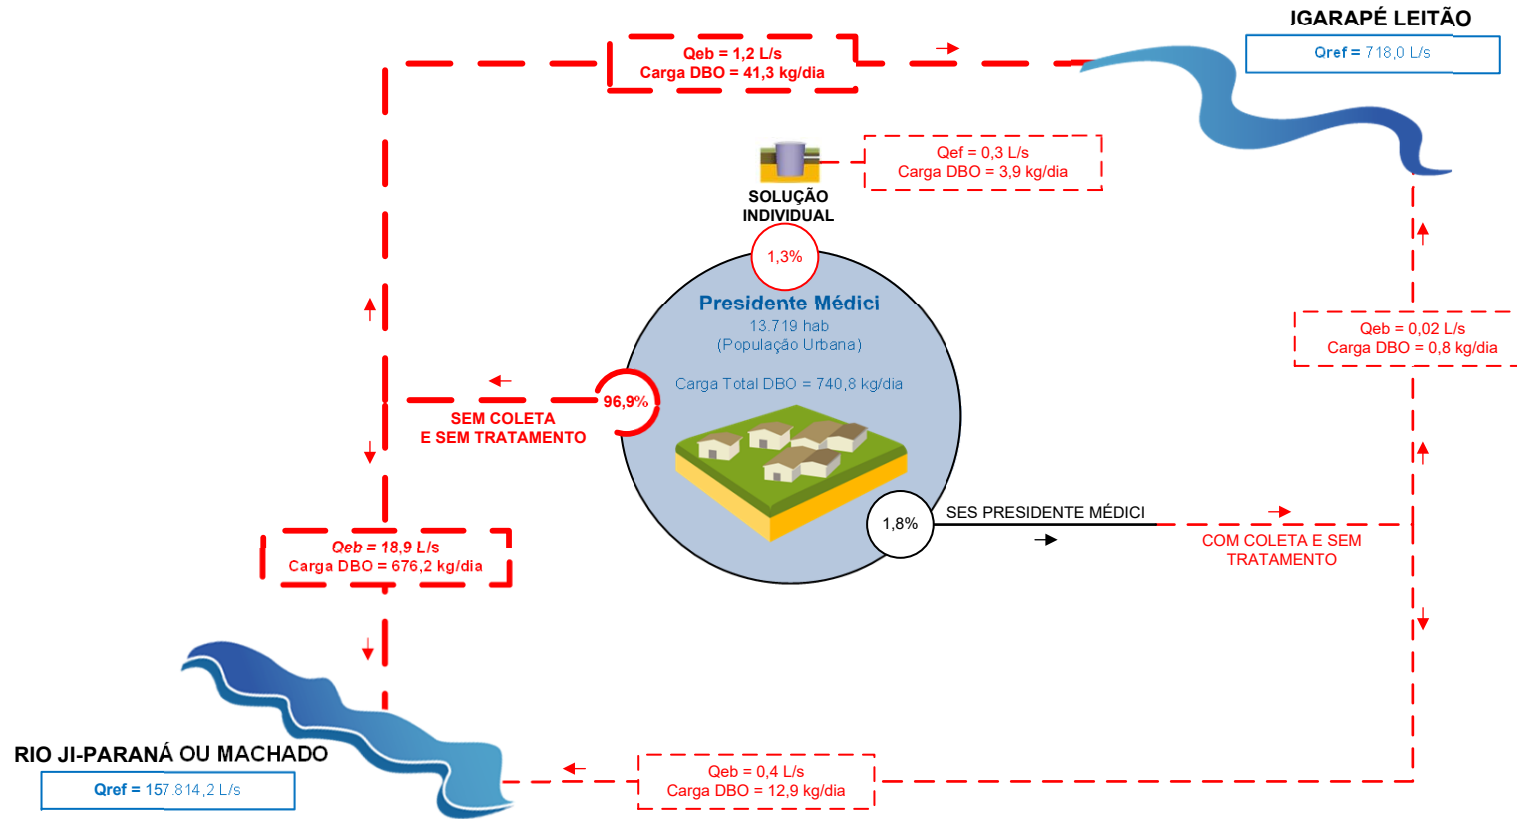 IGARAPÉ LEITÃO
Qref = 718,0 L/s
Qeb = 1,2 L/s
Carga DBO = 41,3 kg/dia
Qef = 0,3 L/s
Carga DBO = 3,9 kg/dia
SOLUÇÃO
INDIVIDUAL
1,3%
Presidente Médici
13.719 hab
(População Urbana)
Carga Total DBO = 740,8 kg/dia
Qeb = 0,02 L/s
Carga DBO = 0,8 kg/dia
96,9%
SEM COLETA
E SEM TRATAMENTO
1,8%
SES PRESIDENTE MÉDICI
COM COLETA E SEM
TRATAMENTO
Qeb = 18,9 L/s
Carga DBO = 676,2 kg/dia
RIO JI-PARANÁ OU MACHADO
Qref = 157.814,2 L/s
Qeb = 0,4 L/s
Carga DBO = 12,9 kg/dia